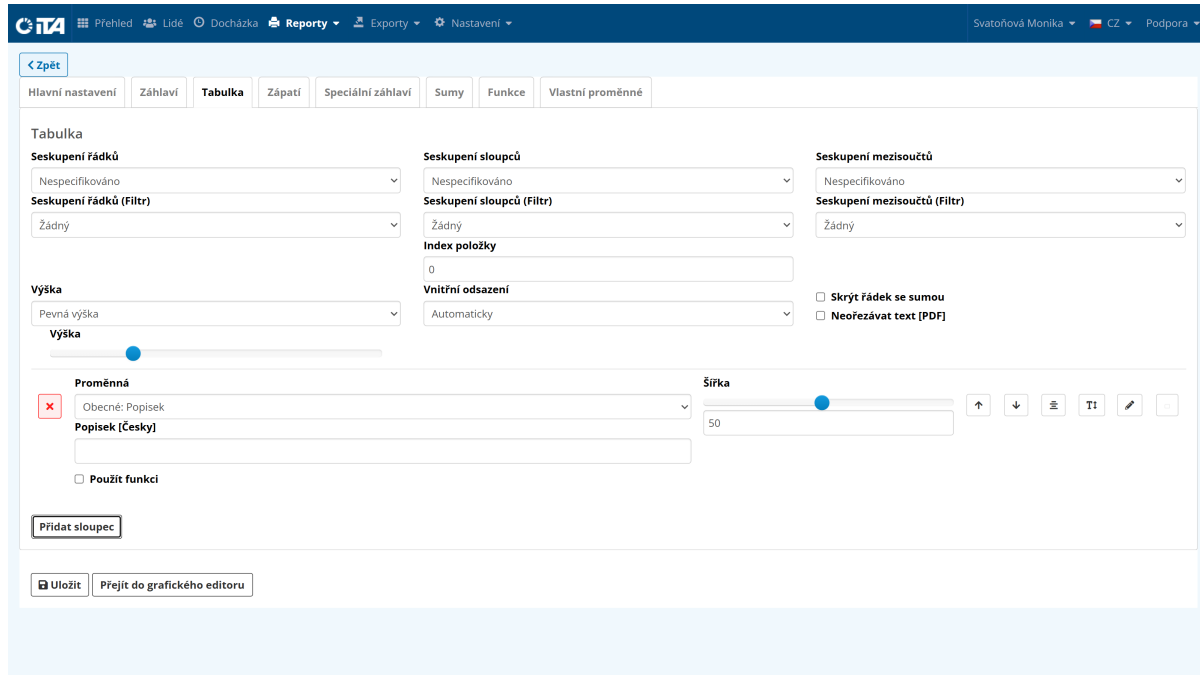 iTA Přehled Lidé Docházka Reporty Exporty Nastavení Svatoňová Monika CZ Podpora
Zpět
Hlavní nastavení Záhlaví Tabulka Zápatí Speciální záhlaví Sumy Funkce Vlastní proměnné
Tabulka
Seskupení řádků Seskupení sloupců Seskupení mezisoučtů
Nespecifikováno Nespecifikováno Nespecifikováno
Seskupení řádků (Filtr) Seskupení sloupců (Filtr) Seskupení mezisoučtů (Filtr)
Žádný Žádný Žádný
Index položky
0
Výška Vnitřní odsazení
Skrýt řádek se sumou
Pevná výška Automaticky
Neořezávat text [PDF]
Výška
Proměnná Šířka
Obecné: Popisek
50
Popisek [Česky]
Použít funkci
Přidat sloupec
Uložit Přejít do grafického editoru